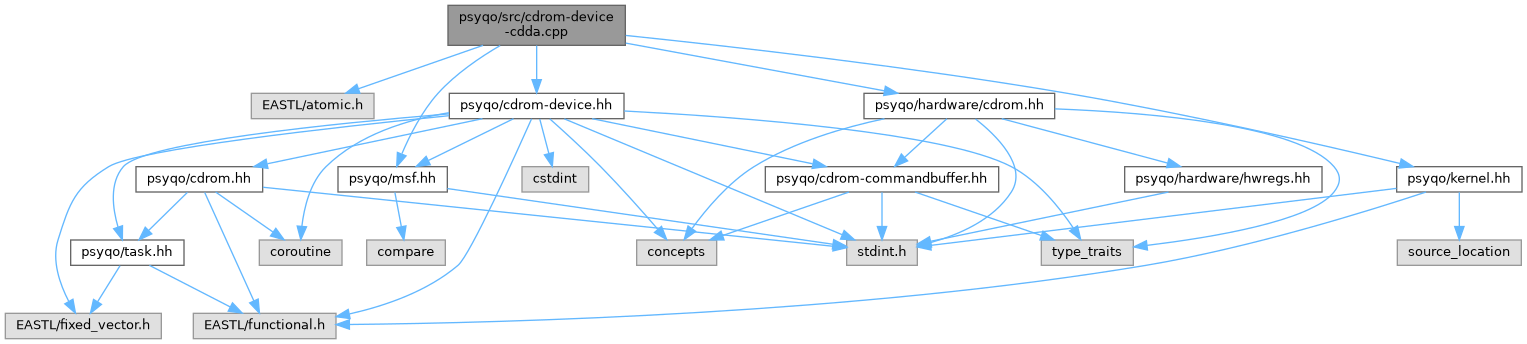 psyqo/src/cdrom-device
-cdda.cpp
EASTL/atomic.h
psyqo/cdrom-device.hh
psyqo/hardware/cdrom.hh
psyqo/cdrom.hh
psyqo/msf.hh
cstdint
psyqo/cdrom-commandbuffer.hh
psyqo/hardware/hwregs.hh
psyqo/kernel.hh
psyqo/task.hh
coroutine
compare
concepts
stdint.h
type_traits
source_location
EASTL/fixed_vector.h
EASTL/functional.h